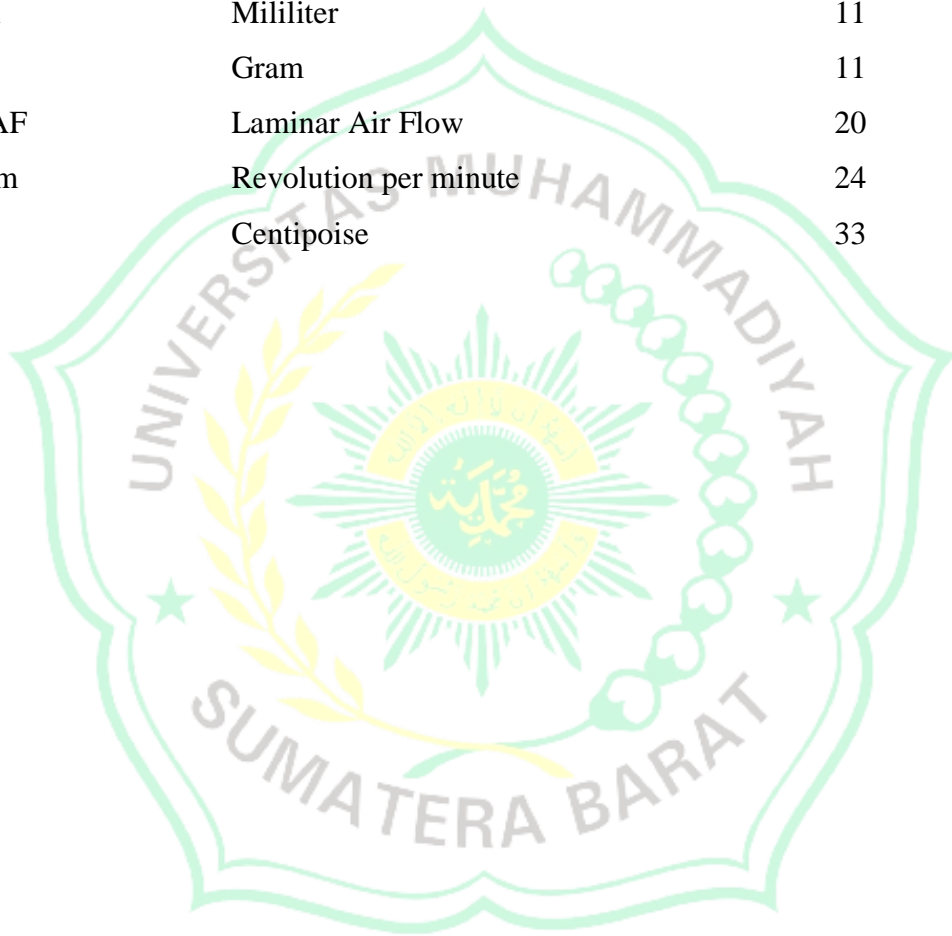 Mililiter 11
Gram 11
AF Laminar Air Flow 20
m Revolution per minute 24
Centipoise 33
UNIVERSITAS MUHAMMADIYAH
محمدية
SUMATERA BARAT